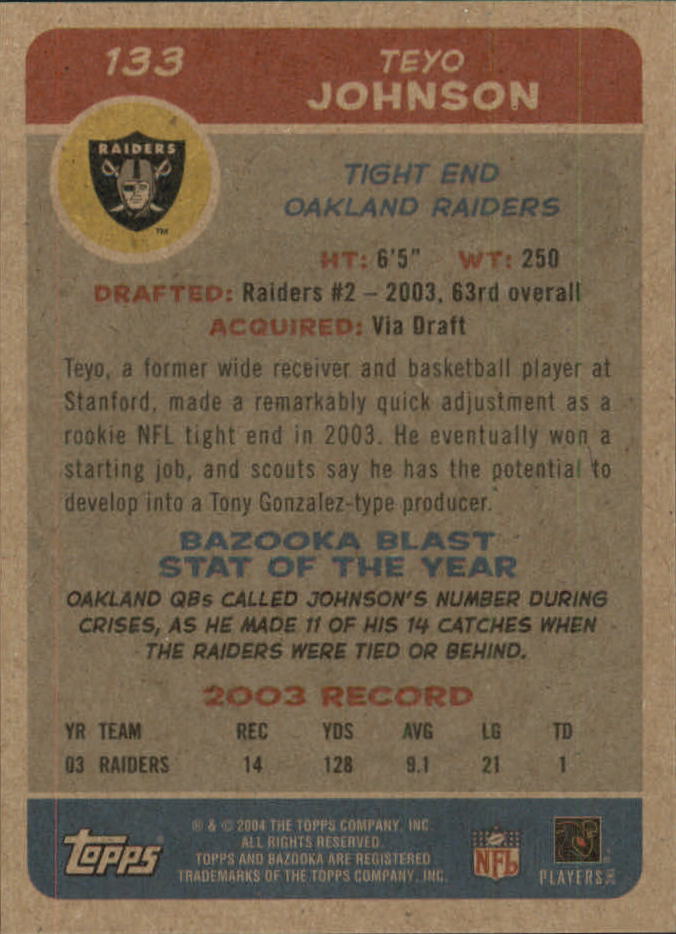 133
TEYO
JOHNSON
RAIDERS
TM
TIGHT END
OAKLAND RAIDERS
HT: 6'5" WT: 250
DRAFTED: Raiders #2 – 2003, 63rd overall
ACQUIRED: Via Draft
Teyo, a former wide receiver and basketball player at
Stanford, made a remarkably quick adjustment as a
rookie NFL tight end in 2003. He eventually won a
starting job, and scouts say he has the potential to
develop into a Tony Gonzalez-type producer.
BAZOOKA BLAST
STAT OF THE YEAR
OAKLAND QBs CALLED JOHNSON'S NUMBER DURING
CRISES, AS HE MADE 11 OF HIS 14 CATCHES WHEN
THE RAIDERS WERE TIED OR BEHIND.
2003 RECORD
YR TEAM REC YDS AVG LG TD
03 RAIDERS 14 128 9.1 21 1
® & © 2004 THE TOPPS COMPANY, INC.
ALL RIGHTS RESERVED.
TOPPS AND BAZOOKA ARE REGISTERED
TRADEMARKS OF THE TOPPS COMPANY, INC.
topps
NFL
PLAYERS